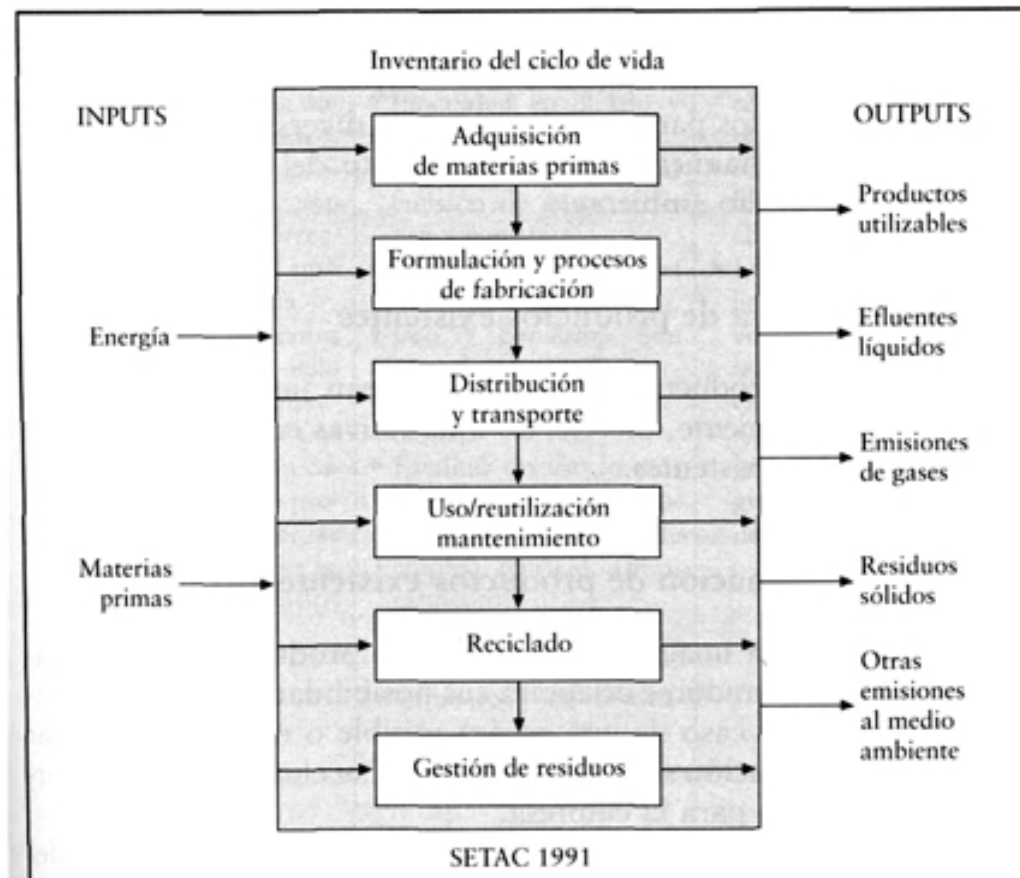 Inventario del ciclo de vida
INPUTS
OUTPUTS
Adquisición
de materias primas
Productos
utilizables
Formulación y procesos
de fabricación
Energía
Efluentes
líquidos
Distribución
y transporte
Emisiones
de gases
Uso/reutilización
mantenimiento
Materias
primas
Residuos
sólidos
Reciclado
Otras
emisiones
al medio
ambiente
Gestión de residuos
SETAC 1991